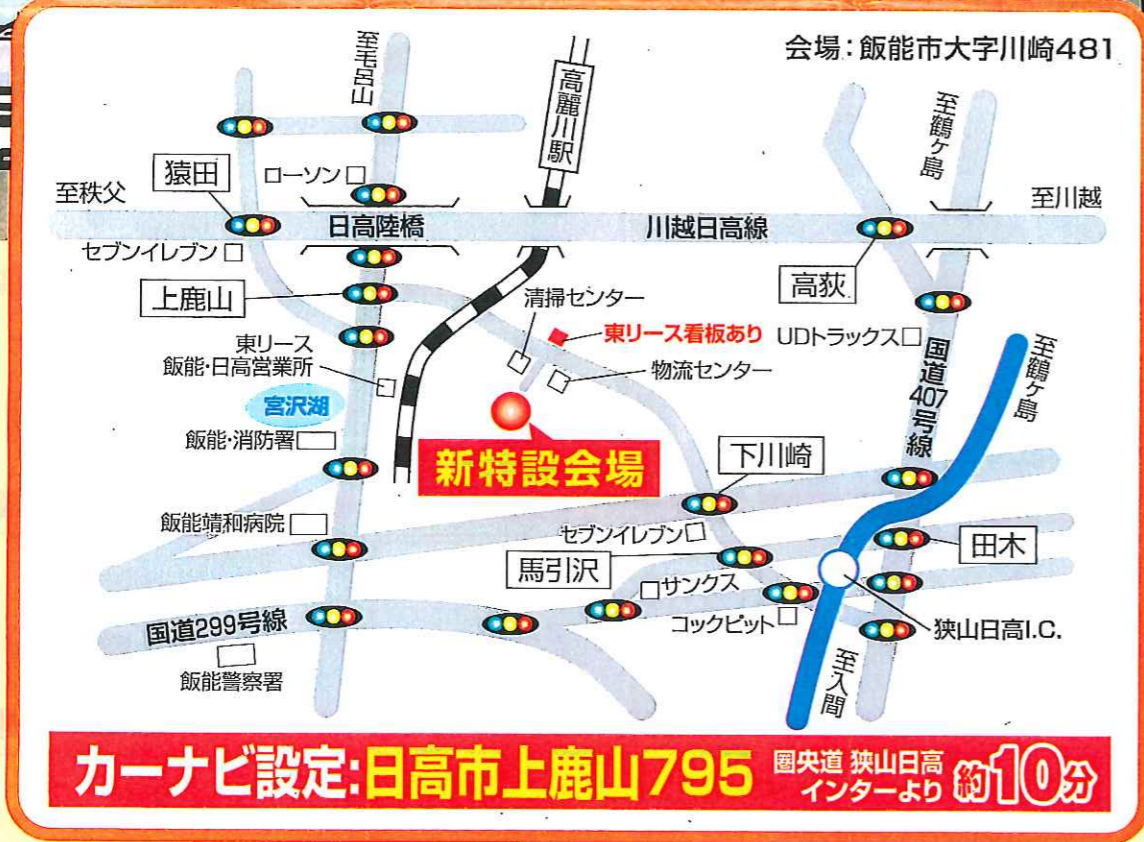 会場：飯能市大字川崎481
至毛呂山
高麗川駅
至鶴ヶ島
猿田
ローソン
至秩父
日高陸橋
川越日高線
至川越
セブンイレブン
上鹿山
高萩
清掃センター
東リース看板あり
UDトラックス
東リース
飯能・日高営業所
物流センター
国道407号線
至鶴ヶ島
宮沢湖
飯能・消防署
新特設会場
下川崎
飯能靖和病院
セブンイレブン
馬引沢
田木
サンクス
国道299号線
コックピット
狭山日高I.C.
飯能警察署
至入間
カーナビ設定:日高市上鹿山795
圏央道 狭山日高
インターより
約10分